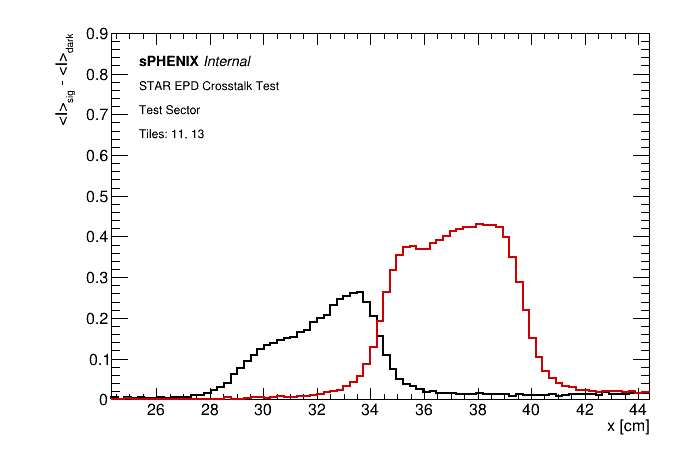 <I>sig - <I>dark
0.9
0.8
0.7
0.6
0.5
0.4
0.3
0.2
0.1
0
sPHENIX Internal
STAR EPD Crosstalk Test
Test Sector
Tiles: 11, 13
26 28 30 32 34 36 38 40 42 44
x [cm]